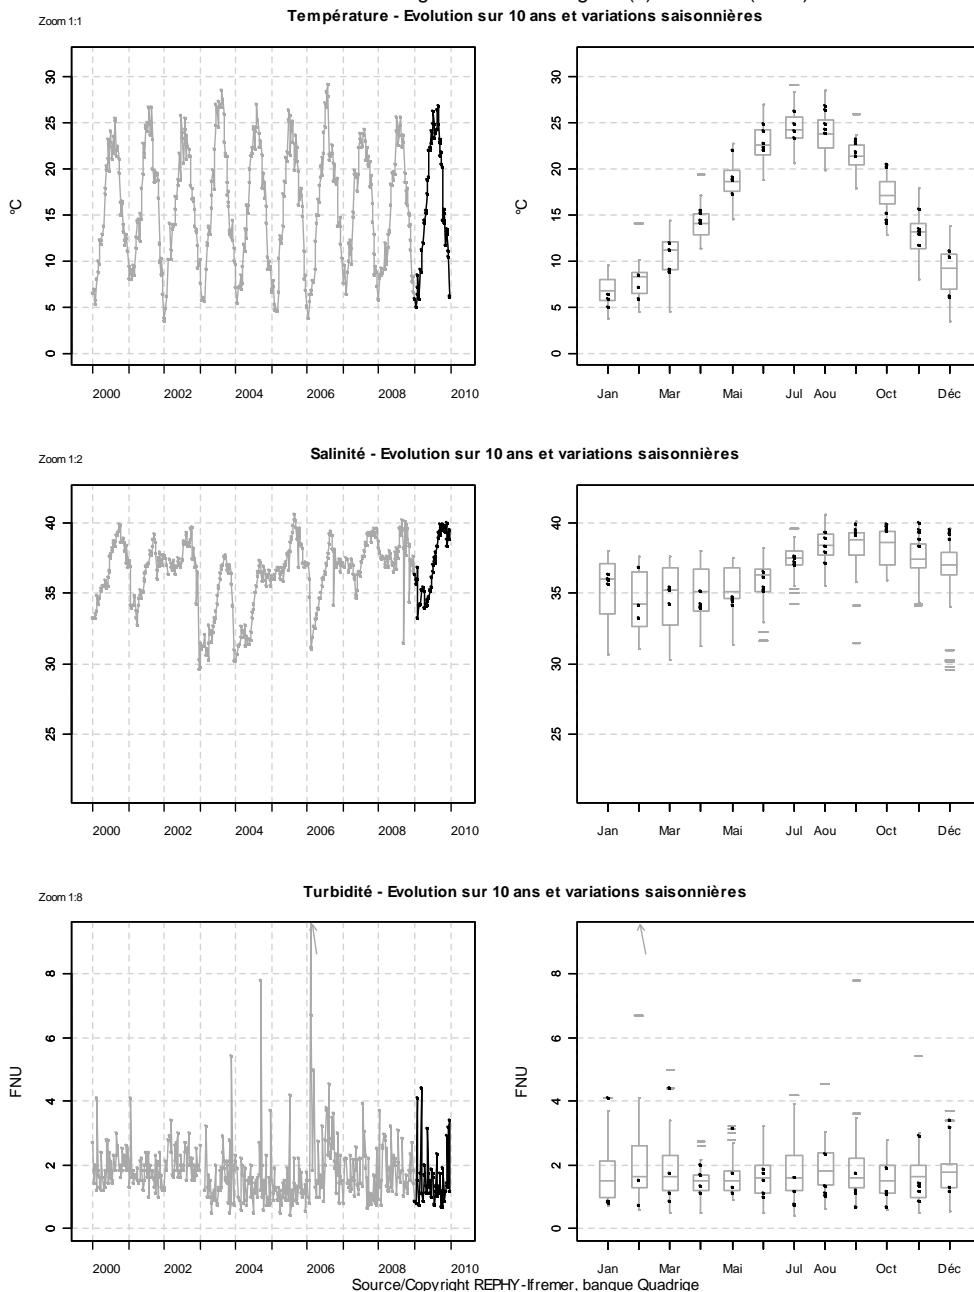 Zoom 1:1
Température - Evolution sur 10 ans et variations saisonnières
°C
30
25
20
15
10
5
0
2000 2002 2004 2006 2008 2010
°C
30
25
20
15
10
5
0
Jan Mar Mai Jul Aou Oct Déc
Zoom 1:2
Salinité - Evolution sur 10 ans et variations saisonnières
40
35
30
25
2000 2002 2004 2006 2008 2010
40
35
30
25
Jan Mar Mai Jul Aou Oct Déc
Zoom 1:8
Turbidité - Evolution sur 10 ans et variations saisonnières
FNU
8
6
4
2
0
2000 2002 2004 2006 2008 2010
FNU
8
6
4
2
0
Jan Mar Mai Jul Aou Oct Déc
Source/Copyright REPHY-Ifremer, banque Quadrige